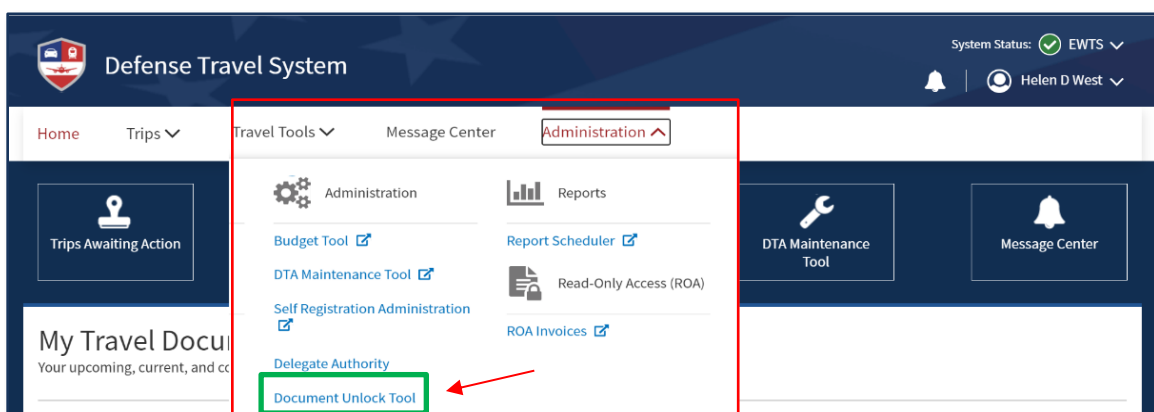 System Status: EWTS
Defense Travel System
Helen D West
Home Trips Travel Tools Message Center Administration
Administration
Budget Tool
DTA Maintenance Tool
Self Registration Administration
Delegate Authority
Document Unlock Tool
Reports
Report Scheduler
Read-Only Access (ROA)
ROA Invoices
Trips Awaiting Action
DTA Maintenance
Tool
Message Center
My Travel Docu
Your upcoming, current, and co